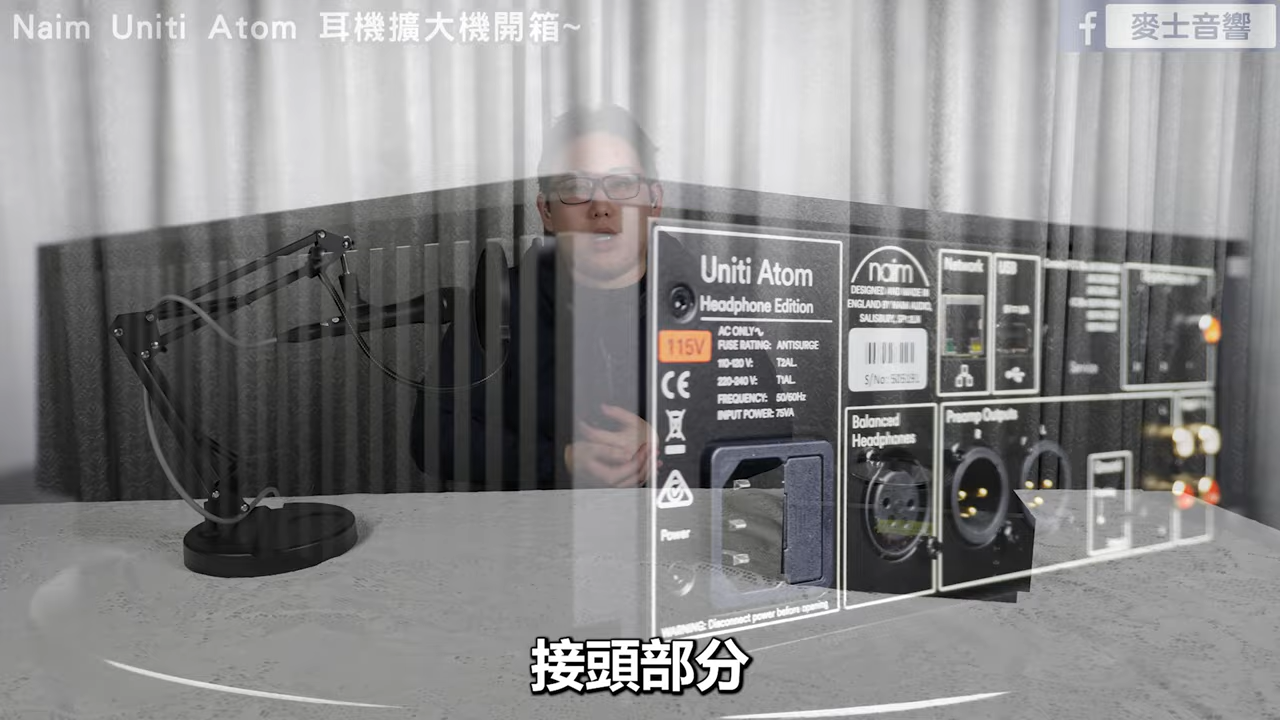 Naim Uniti Atom 耳機擴大機開箱~
f 麥士音響
Uniti Atom
Headphone Edition
115V
AC ONLY
FUSE RATING: ANTISURGE
110-120 V: T2AL
220-240 V: T1AL
FREQUENCY: 50/60Hz
INPUT POWER: 75VA
CE
Power
WARNING: Disconnect power before opening
naim
DESIGNED AND MADE IN
ENGLAND BY NAIM AUDIO,
SALISBURY,
S/No:
Network
USB
Balanced
Headphones
Preamp Outputs
R
L
接頭部分